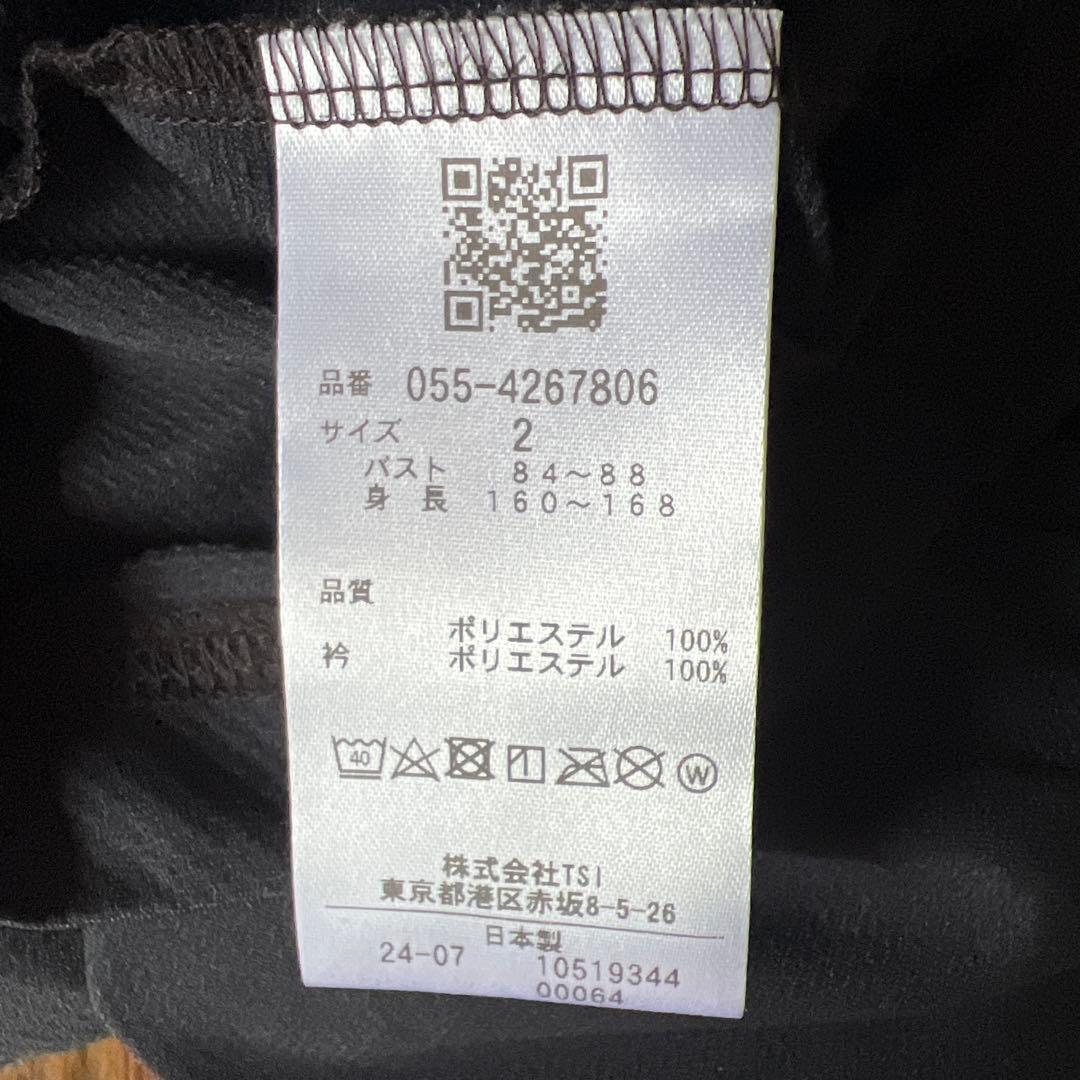 品番 055-4267806
サイズ 2
バスト 84～88
身長 160～168
品質
ポリエステル 100%
衿 ポリエステル 100%
40
W
株式会社TSI
東京都港区赤坂8-5-26
日本製
24-07 10519344
00064